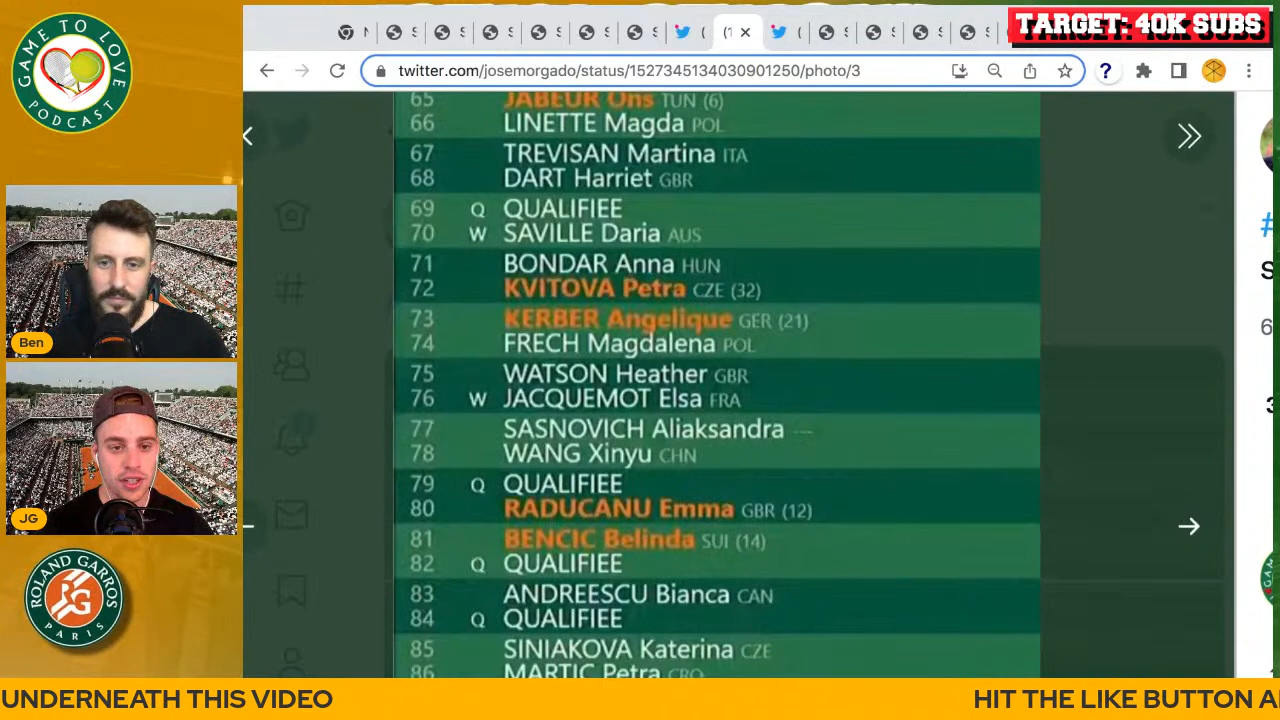 GAME TO LOVE
PODCAST
TARGET: 40K SUBS
twitter.com/josemorgado/status/1527345134030901250/photo/3
65 JABEUR Ons TUN (6)
66 LINETTE Magda POL
67 TREVISAN Martina ITA
68 DART Harriet GBR
69 Q QUALIFIEE
70 W SAVILLE Daria AUS
71 BONDAR Anna HUN
72 KVITOVA Petra CZE (32)
73 KERBER Angelique GER (21)
74 FRECH Magdalena POL
75 WATSON Heather GBR
76 W JACQUEMOT Elsa FRA
77 SASNOVICH Aliaksandra ---
78 WANG Xinyu CHN
79 Q QUALIFIEE
80 RADUCANU Emma GBR (12)
81 BENCIC Belinda SUI (14)
82 Q QUALIFIEE
83 ANDREESCU Bianca CAN
84 Q QUALIFIEE
85 SINIAKOVA Katerina CZE
86 MARTIC Petra CRO
Ben
JG
ROLAND GARROS
RG
PARIS
UNDERNEATH THIS VIDEO
HIT THE LIKE BUTTON